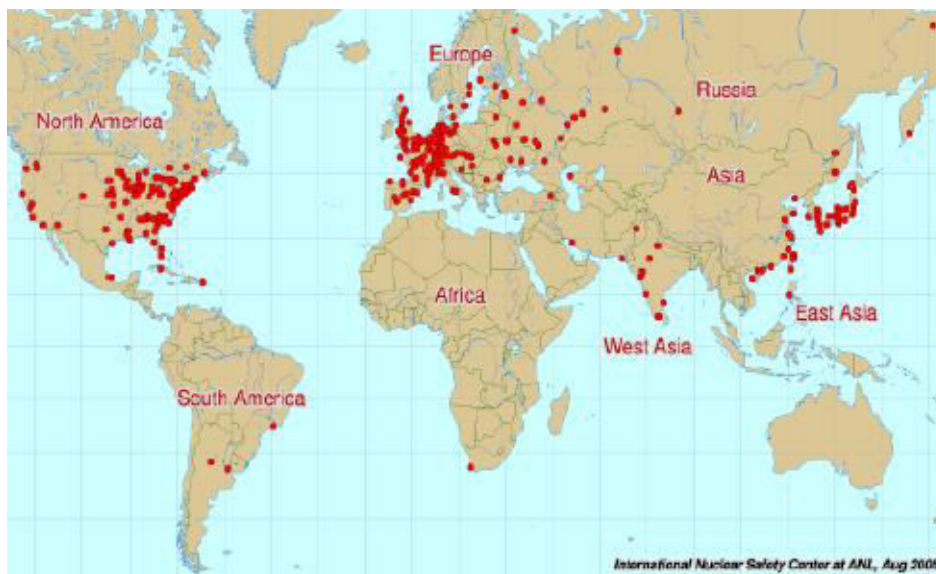 Europe
Russia
North America
Asia
Africa
East Asia
West Asia
South America
International Nuclear Safety Center at ANL, Aug 2005